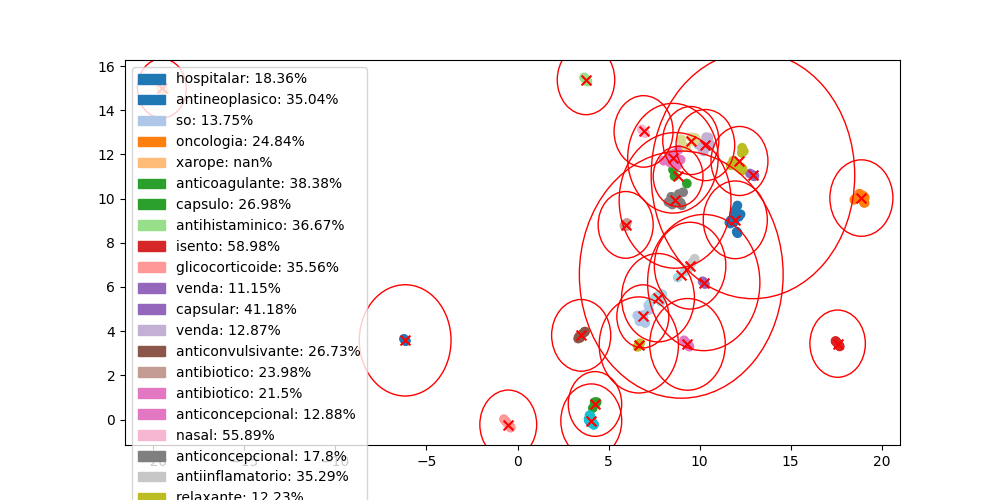 16
14
12
10
8
6
4
2
0
hospitalar: 18.36%
antineoplasico: 35.04%
so: 13.75%
oncologia: 24.84%
xarope: nan%
anticoagulante: 38.38%
capsulo: 26.98%
antihistaminico: 36.67%
isento: 58.98%
glicocorticoide: 35.56%
venda: 11.15%
capsular: 41.18%
venda: 12.87%
anticonvulsivante: 26.73%
antibiotico: 23.98%
antibiotico: 21.5%
anticoncepcional: 12.88%
nasal: 55.89%
anticoncepcional: 17.8%
antiinflamatorio: 35.29%
relaxante: 12.23%
−20 −15 −10 −5 0 5 10 15 20